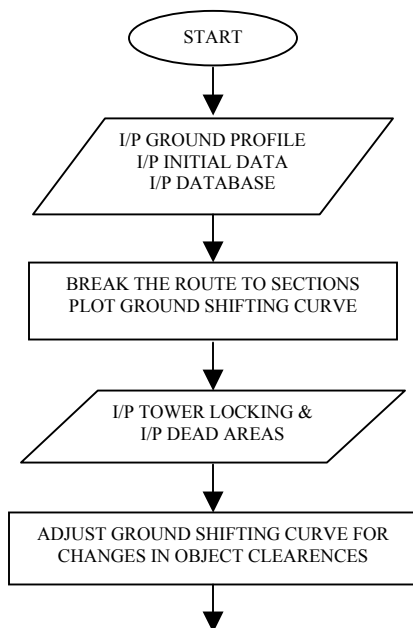 START
I/P GROUND PROFILE
I/P INITIAL DATA
I/P DATABASE
BREAK THE ROUTE TO SECTIONS
PLOT GROUND SHIFTING CURVE
I/P TOWER LOCKING &
I/P DEAD AREAS
ADJUST GROUND SHIFTING CURVE FOR
CHANGES IN OBJECT CLEARENCES